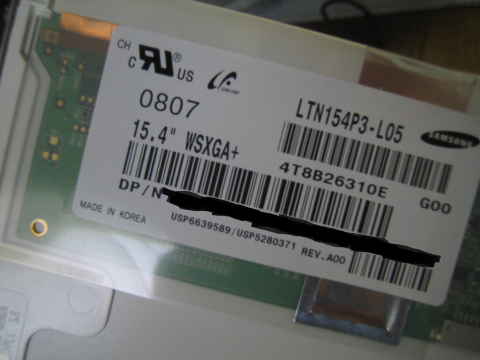 CH
C US
0807
LTN154P3-L05
SAMSUNG
15.4" WSXGA+
4T8B26310E G00
DP/N
MADE IN KOREA
USP6639589/USP5280371 REV.A00